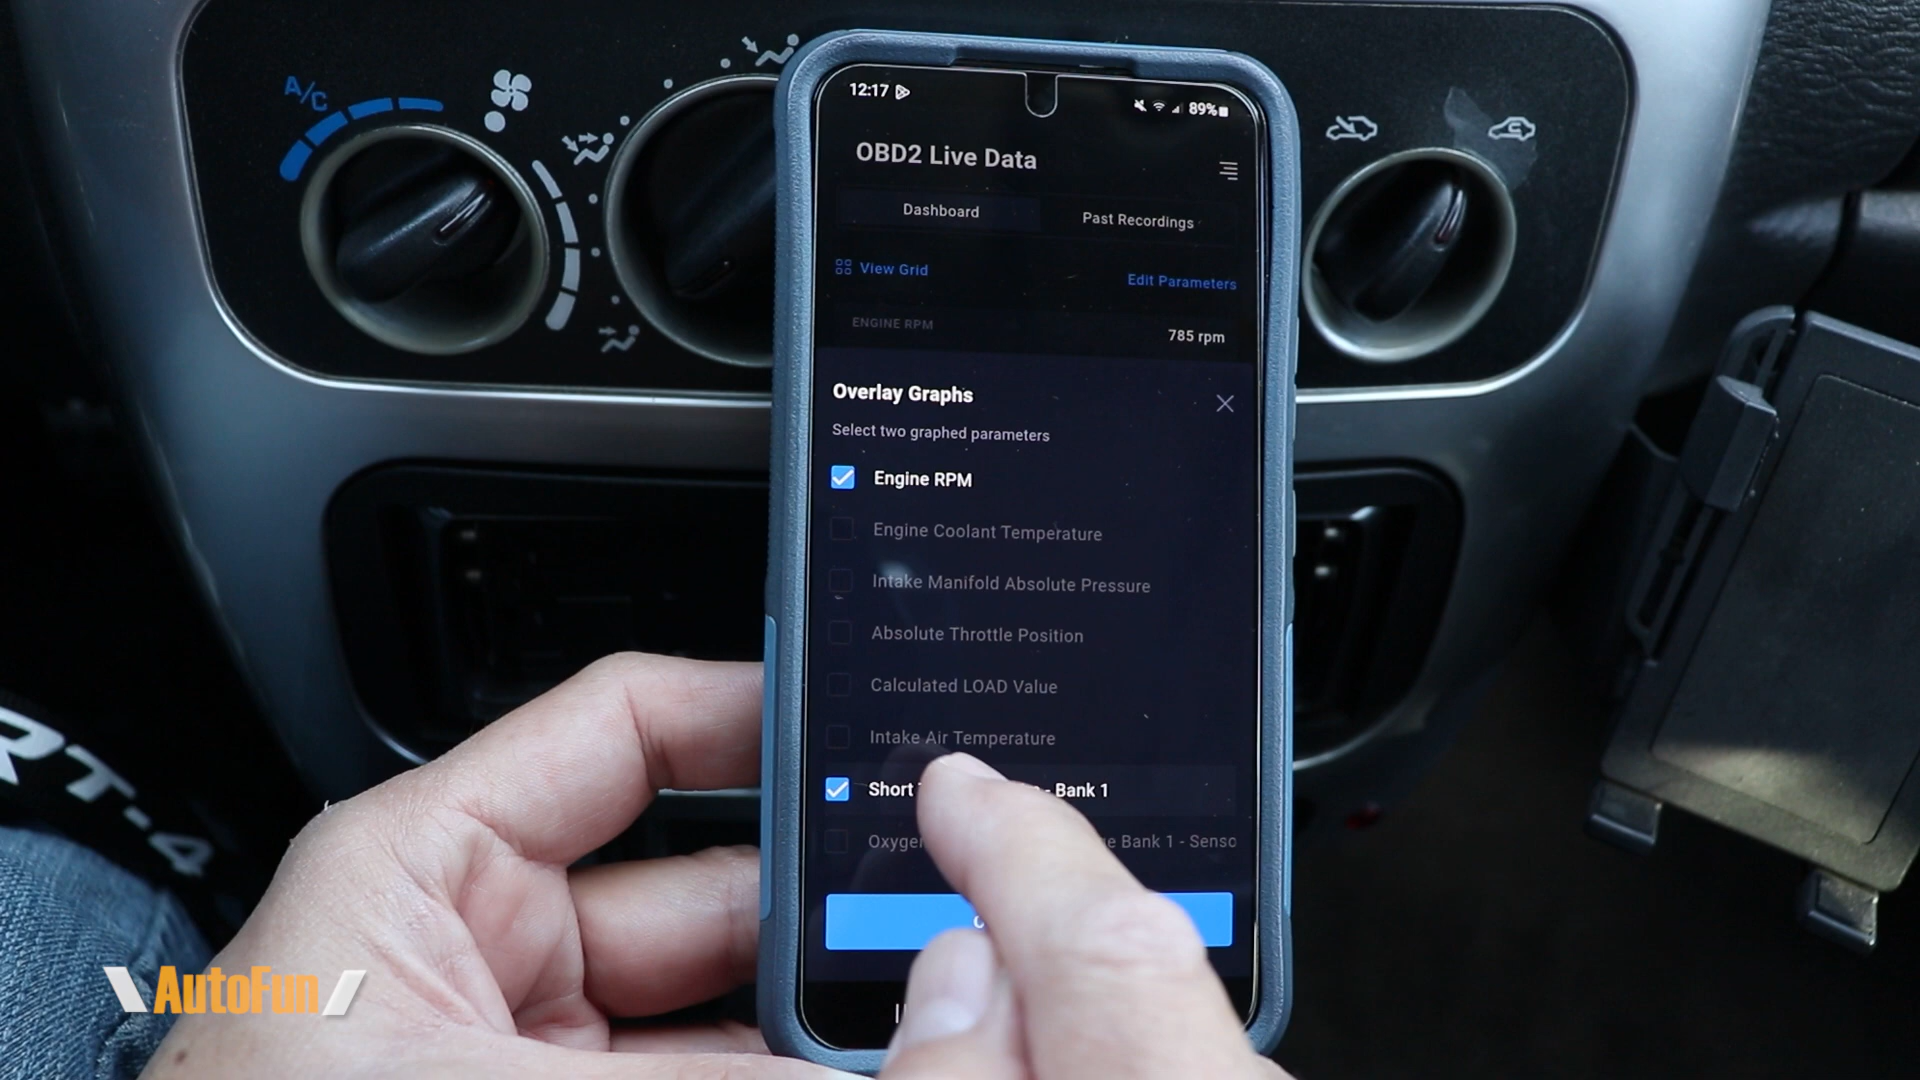 A/C
12:17
89%
OBD2 Live Data
Dashboard
Past Recordings
View Grid
Edit Parameters
ENGINE RPM
785 rpm
Overlay Graphs
Select two graphed parameters
Engine RPM
Engine Coolant Temperature
Intake Manifold Absolute Pressure
Absolute Throttle Position
Calculated LOAD Value
Intake Air Temperature
Short - Bank 1
Bank 1 - Senso
RT-4
AutoFun